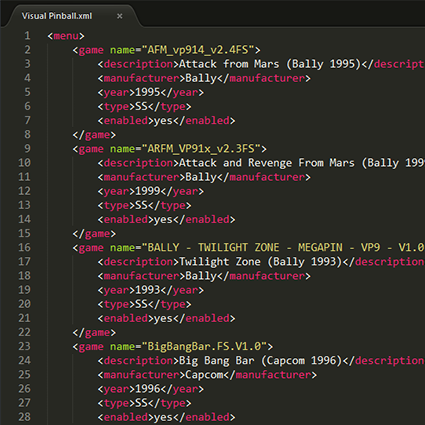 Visual Pinball.xml ×
1 <menu>
2 <game name="AFM_vp914_v2.4FS">
3 <description>Attack from Mars (Bally 1995)</descript
4 <manufacturer>Bally</manufacturer>
5 <year>1995</year>
6 <type>SS</type>
7 <enabled>yes</enabled>
8 </game>
9 <game name="ARFM_VP91x_v2.3FS">
10 <description>Attack and Revenge From Mars (Bally 199
11 <manufacturer>Bally</manufacturer>
12 <year>1999</year>
13 <type>SS</type>
14 <enabled>yes</enabled>
15 </game>
16 <game name="BALLY - TWILIGHT ZONE - MEGAPIN - VP9 - V1.0
17 <description>Twilight Zone (Bally 1993)</description
18 <manufacturer>Bally</manufacturer>
19 <year>1993</year>
20 <type>SS</type>
21 <enabled>yes</enabled>
22 </game>
23 <game name="BigBangBar.FS.V1.0">
24 <description>Big Bang Bar (Capcom 1996)</description
25 <manufacturer>Capcom</manufacturer>
26 <year>1996</year>
27 <type>SS</type>
28 <enabled>yes</enabled>